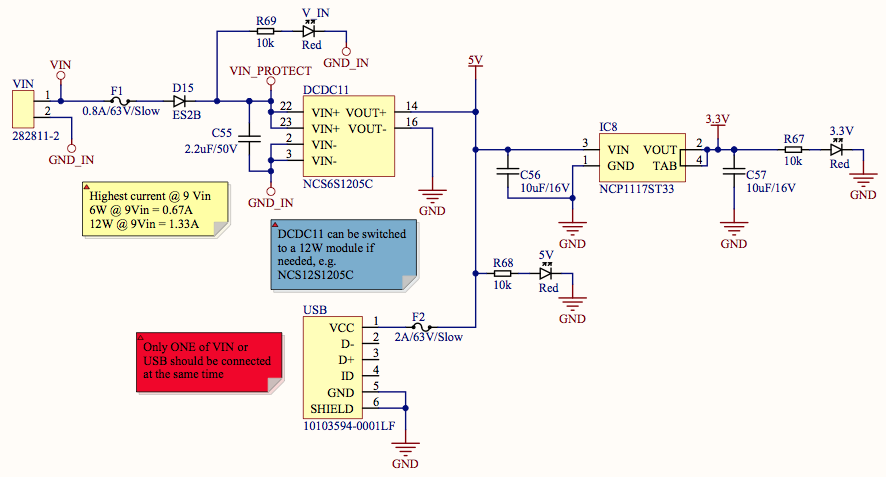 R69
10k
V_IN
Red
GND_IN
VIN
VIN
1
2
282811-2
GND_IN
F1
0.8A/63V/Slow
D15
ES2B
VIN_PROTECT
C55
2.2uF/50V
GND_IN
DCDC11
22 VIN+ VOUT+ 14
23 VIN+ VOUT- 16
2 VIN-
3 VIN-
NCS6S1205C
GND
5V
C56
10uF/16V
IC8
3 VIN VOUT 2
1 GND TAB 4
NCP1117ST33
GND
3.3V
C57
10uF/16V
GND
R67
10k
3.3V
Red
GND
Highest current @ 9 Vin
6W @ 9Vin = 0.67A
12W @ 9Vin = 1.33A
DCDC11 can be switched
to a 12W module if
needed, e.g.
NCS12S1205C
R68
10k
5V
Red
GND
USB
VCC 1
D- 2
D+ 3
ID 4
GND 5
SHIELD 6
10103594-0001LF
F2
2A/63V/Slow
GND
Only ONE of VIN or
USB should be connected
at the same time